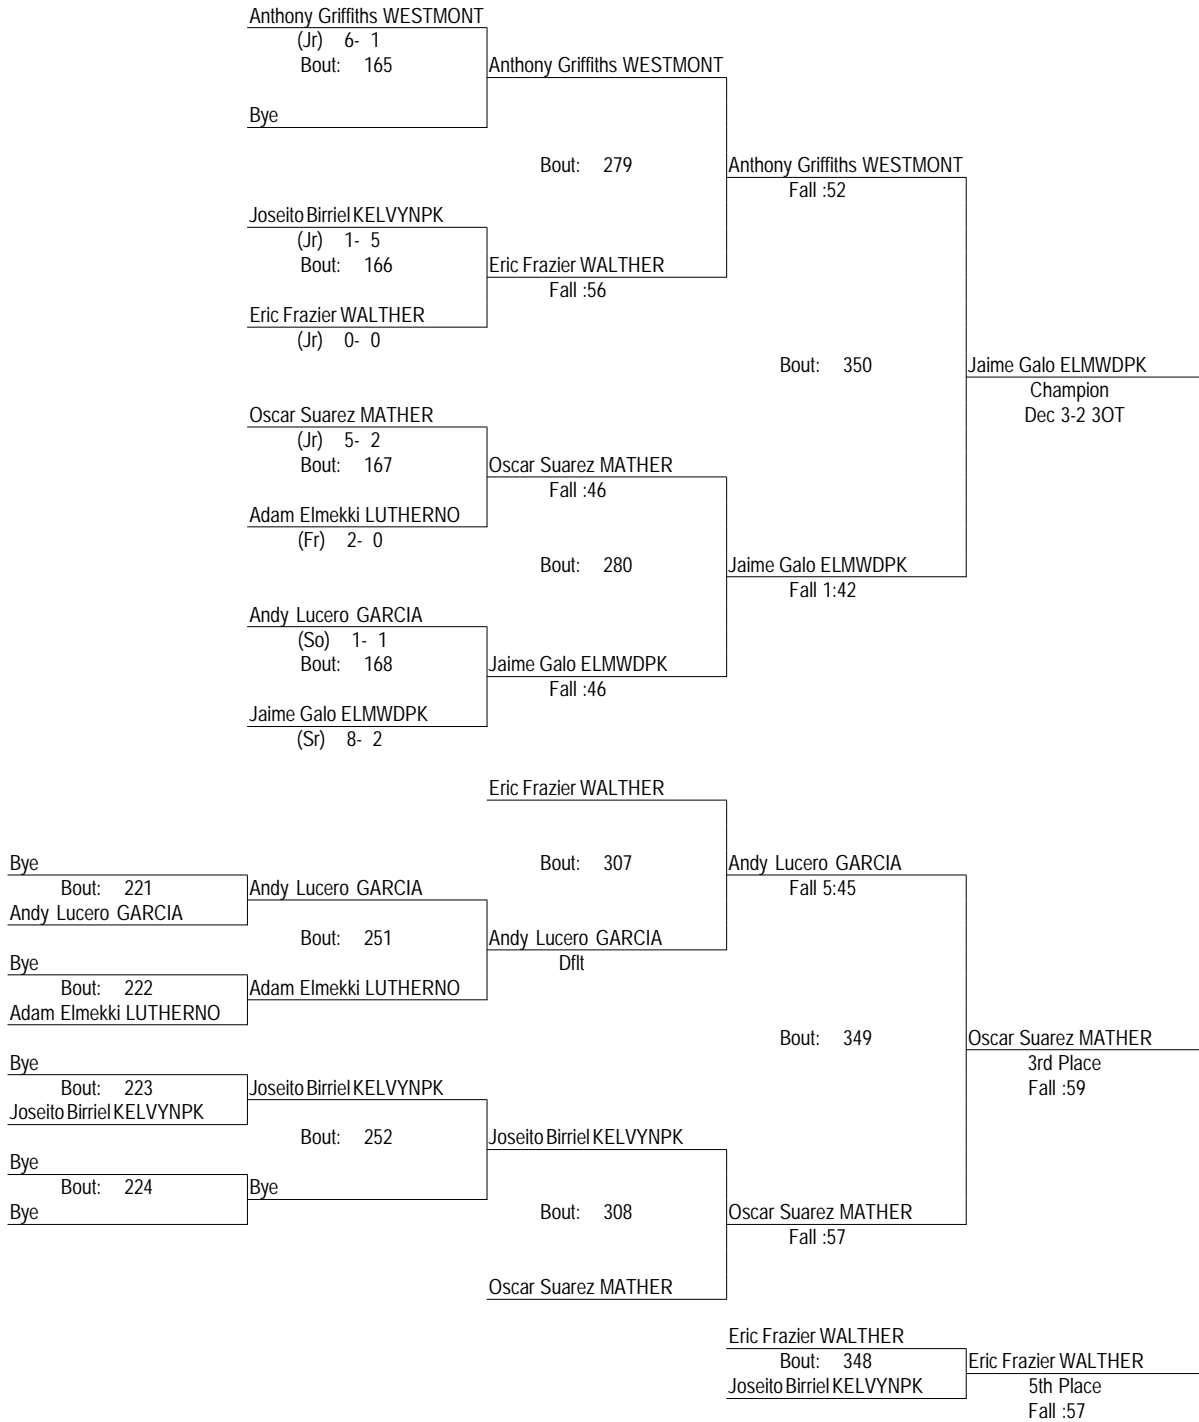 Anthony Griffiths WESTMONT
(Jr) 6- 1
Bout: 165
Anthony Griffiths WESTMONT
Bye
Bout: 279
Anthony Griffiths WESTMONT
Fall :52
Joseito Birriel KELVYNPK
(Jr) 1- 5
Bout: 166
Eric Frazier WALTHER
Fall :56
Eric Frazier WALTHER
(Jr) 0- 0
Bout: 350
Jaime Galo ELMWDPK
Champion
Dec 3-2 3OT
Oscar Suarez MATHER
(Jr) 5- 2
Bout: 167
Oscar Suarez MATHER
Fall :46
Adam Elmekki LUTHERNO
(Fr) 2- 0
Bout: 280
Jaime Galo ELMWDPK
Fall 1:42
Andy Lucero GARCIA
(So) 1- 1
Bout: 168
Jaime Galo ELMWDPK
Fall :46
Jaime Galo ELMWDPK
(Sr) 8- 2
Eric Frazier WALTHER
Bout: 307
Andy Lucero GARCIA
Fall 5:45
Bye
Bout: 221
Andy Lucero GARCIA
Andy Lucero GARCIA
Bout: 251
Andy Lucero GARCIA
Dflt
Bye
Bout: 222
Adam Elmekki LUTHERNO
Adam Elmekki LUTHERNO
Bout: 349
Oscar Suarez MATHER
3rd Place
Fall :59
Bye
Bout: 223
Joseito Birriel KELVYNPK
Joseito Birriel KELVYNPK
Bout: 252
Joseito Birriel KELVYNPK
Bye
Bout: 224
Bye
Bye
Bout: 308
Oscar Suarez MATHER
Fall :57
Oscar Suarez MATHER
Eric Frazier WALTHER
Bout: 348
Joseito Birriel KELVYNPK
Eric Frazier WALTHER
5th Place
Fall :57